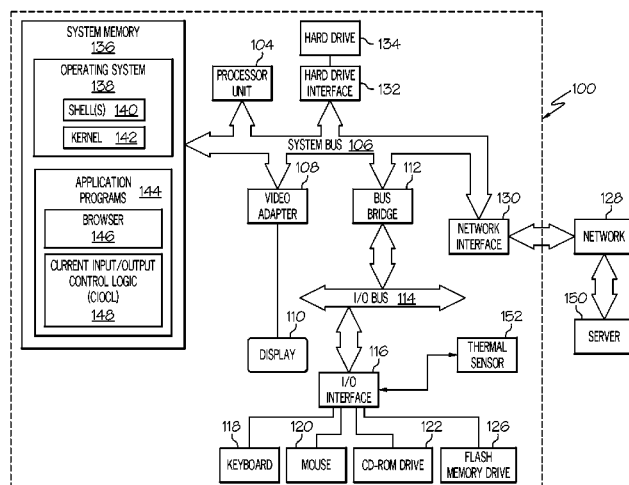 SYSTEM MEMORY
136
OPERATING SYSTEM
138
SHELL(S) 140
KERNEL 142
APPLICATION
PROGRAMS 144
BROWSER
146
CURRENT INPUT/OUTPUT
CONTROL LOGIC
(CIOCL)
148
104
PROCESSOR
UNIT
HARD DRIVE
134
HARD DRIVE
INTERFACE
132
100
SYSTEM BUS 106
108
VIDEO
ADAPTER
112
BUS
BRIDGE
130
NETWORK
INTERFACE
128
NETWORK
I/O BUS 114
150
SERVER
110
DISPLAY
116
I/O
INTERFACE
152
THERMAL
SENSOR
118
KEYBOARD
120
MOUSE
122
CD-ROM DRIVE
126
FLASH
MEMORY DRIVE